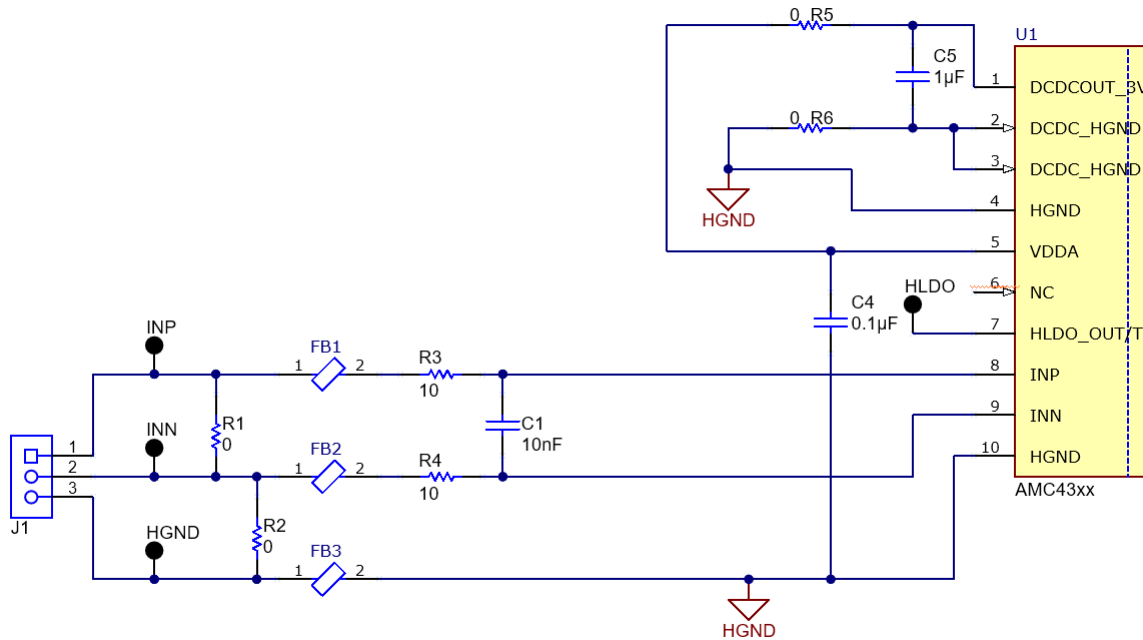 0 R5
U1
C5
1µF
1 DCDCOUT_3V
0 R6
2 DCDC_HGND
3 DCDC_HGND
4 HGND
HGND
5 VDDA
6 NC
HLDO
C4
0.1µF
7 HLDO_OUT/T
INP
FB1
1 2
R3
10
8 INP
R1
0
C1
10nF
INN
FB2
1 2
R4
10
9 INN
1
2
3
J1
10 HGND
AMC43xx
HGND
R2
0
FB3
1 2
HGND